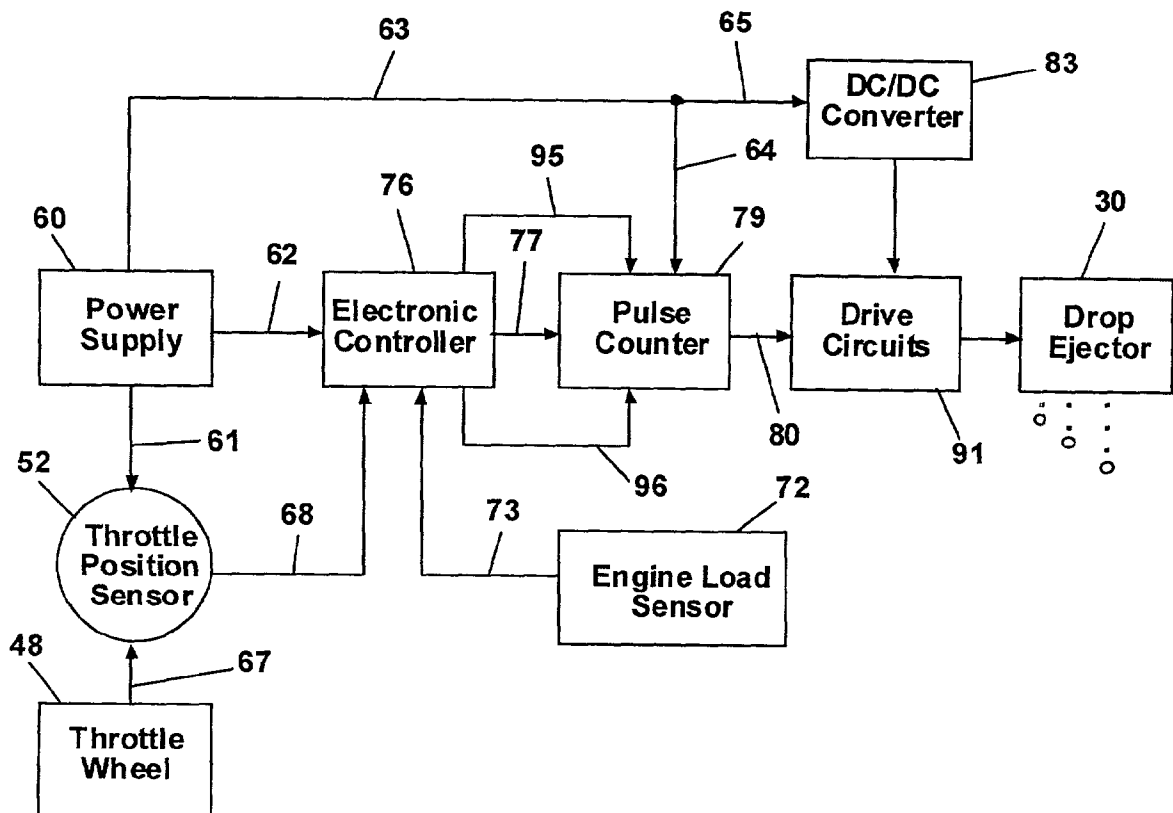 63
65
83
DC/DC
Converter
64
95
76
77
79
30
60
62
Power
Supply
Electronic
Controller
Pulse
Counter
Drive
Circuits
Drop
Ejector
61
52
68
96
80
91
73
72
Throttle
Position
Sensor
Engine Load
Sensor
48
67
Throttle
Wheel